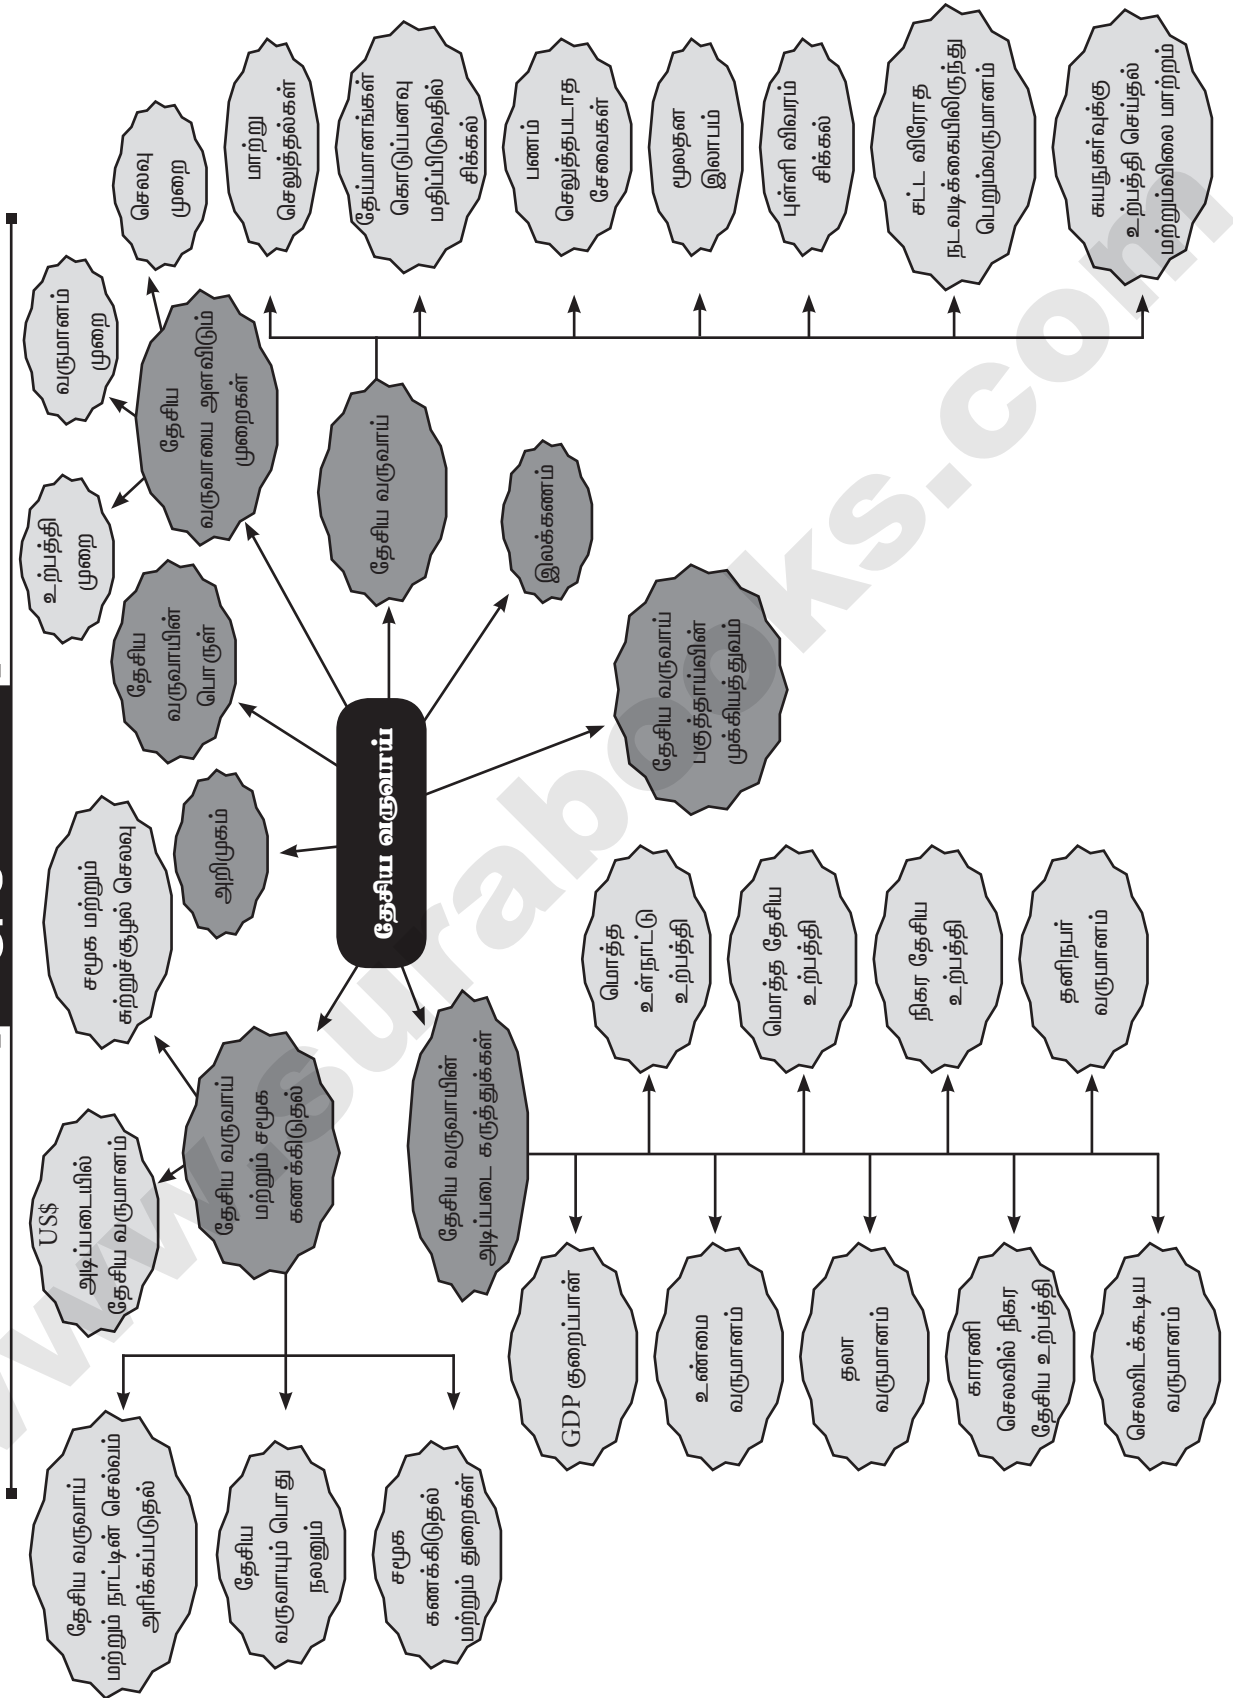 தேசிய வருவாய்
அறிமுகம்
தேசிய
வருவாயின்
பொருள்
தேசிய
வருவாயை அளவிடும்
முறைகள்
உற்பத்தி
முறை
வருமானம்
முறை
செலவு
முறை
தேசிய வருவாய்
மாற்று
செலுத்தல்கள்
தேய்மானங்கள்
கொடுப்பனவு
மதிப்பிடுவதில்
சிக்கல்
பணம்
செலுத்தபடாத
சேவைகள்
மூலதன
இலாபம்
புள்ளி விவரம்
சிக்கல்
சட்ட விரோத
நடவடிக்கையிலிருந்து
பெறும்வருமானம்
சுயநுகர்வுக்கு
உற்பத்தி செய்தல்
மற்றும்விலை மாற்றம்
இலக்கணம்
தேசிய வருவாய்
பகுத்தாய்வின்
முக்கியத்துவம்
தேசிய வருவாயின்
அடிப்படை கருத்துக்கள்
மொத்த
உள்நாட்டு
உற்பத்தி
மொத்த தேசிய
உற்பத்தி
நிகர தேசிய
உற்பத்தி
தனிநபர்
வருமானம்
GDP குறைப்பான்
உண்மை
வருமானம்
தலா
வருமானம்
காரணி
செலவில் நிகர
தேசிய உற்பத்தி
செலவிடக்கூடிய
வருமானம்
தேசிய வருவாய்
மற்றும் சமூக
கணக்கிடுதல்
சமூக மற்றும்
சுற்றுச்சூழல் செலவு
US$
அடிப்படையில்
தேசிய வருமானம்
தேசிய வருவாய்
மற்றும் நாட்டின் செல்வம்
அரிக்கப்படுதல்
தேசிய
வருவாயும் பொது
நலனும்
சமூக
கணக்கிடுதல்
மற்றும் துறைகள்
www.surabooks.com